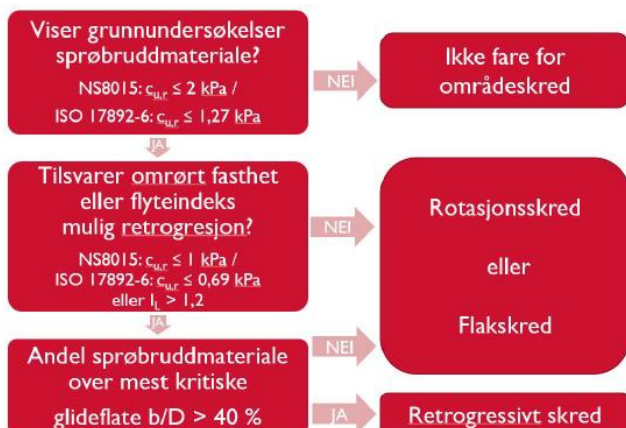 Viser grunnundersøkelser
sprøbruddmateriale?
NS8015: cu,r ≤ 2 kPa /
ISO 17892-6: cu,r ≤ 1,27 kPa
NEI
Ikke fare for
områdeskred
JA
Tilsvarer omrørt fasthet
eller flyteindeks
mulig retrogresjon?
NS8015: cu,r ≤ 1 kPa /
ISO 17892-6: cu,r ≤ 0,69 kPa
eller IL > 1,2
NEI
Rotasjonsskred
eller
Flakskred
JA
Andel sprøbruddmateriale
over mest kritiske
glideflate b/D > 40 %
NEI
JA
Retrogressivt skred